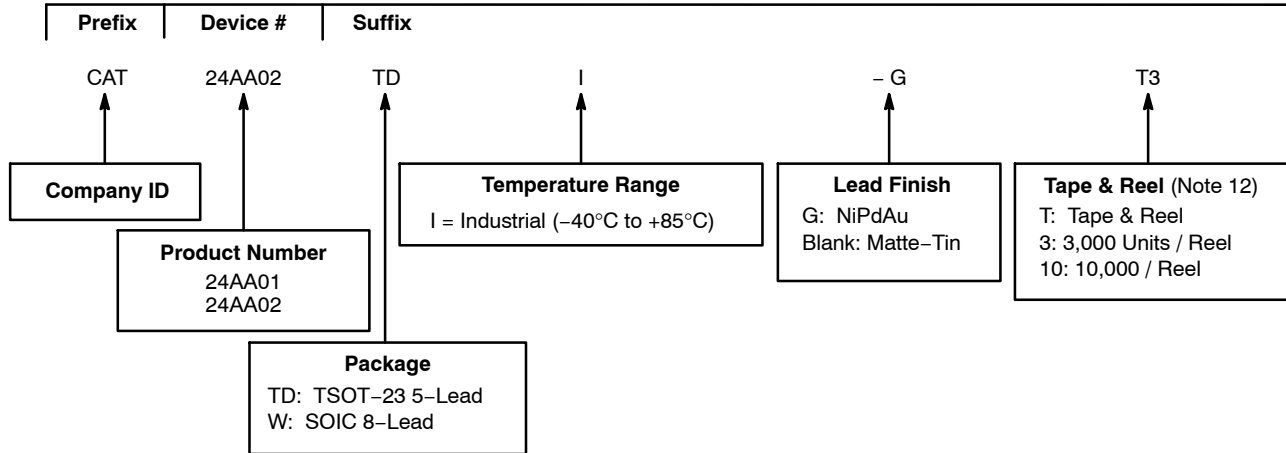 Prefix Device # Suffix
CAT 24AA02 TD I – G T3
Company ID
Product Number
24AA01
24AA02
Package
TD: TSOT−23 5−Lead
W: SOIC 8−Lead
Temperature Range
I = Industrial (−40°C to +85°C)
Lead Finish
G: NiPdAu
Blank: Matte−Tin
Tape & Reel (Note 12)
T: Tape & Reel
3: 3,000 Units / Reel
10: 10,000 / Reel